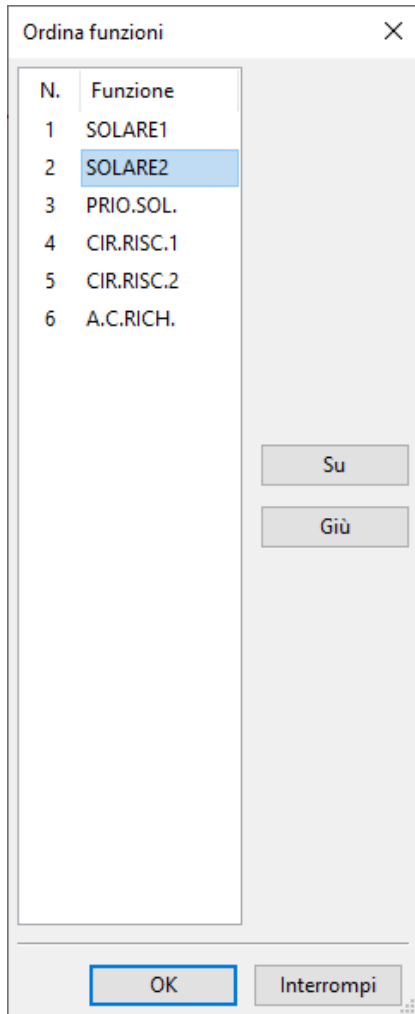 Ordina funzioni
N. Funzione
1 SOLARE1
2 SOLARE2
3 PRIO.SOL.
4 CIR.RISC.1
5 CIR.RISC.2
6 A.C.RICH.
Su
Giù
OK Interrompi